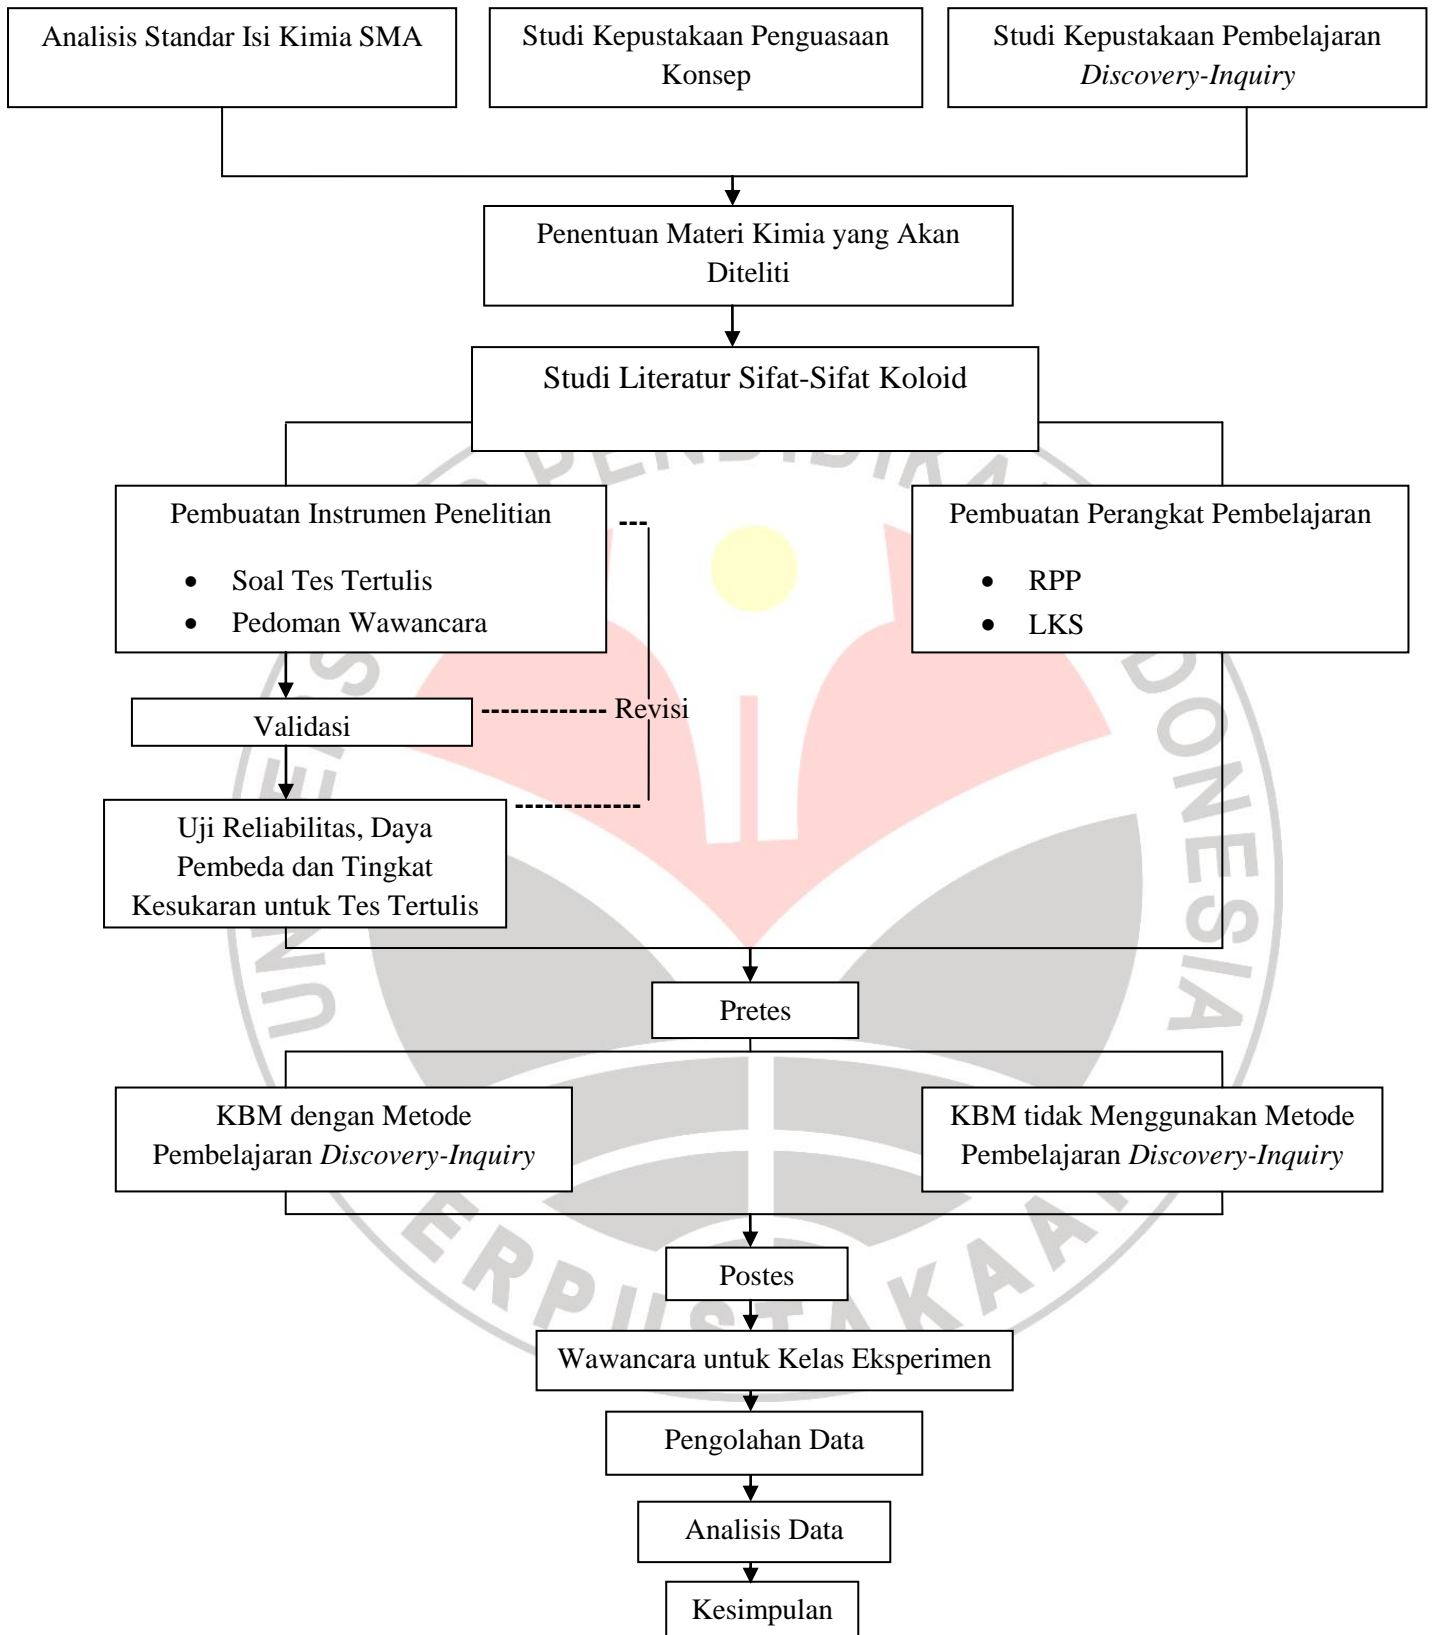 Analisis Standar Isi Kimia SMA
Studi Kepustakaan Penguasaan
Konsep
Studi Kepustakaan Pembelajaran
Discovery-Inquiry
Penentuan Materi Kimia yang Akan
Diteliti
Studi Literatur Sifat-Sifat Koloid
Pembuatan Instrumen Penelitian
• Soal Tes Tertulis
• Pedoman Wawancara
Pembuatan Perangkat Pembelajaran
• RPP
• LKS
Revisi
Validasi
Uji Reliabilitas, Daya
Pembeda dan Tingkat
Kesukaran untuk Tes Tertulis
Pretes
KBM dengan Metode
Pembelajaran Discovery-Inquiry
KBM tidak Menggunakan Metode
Pembelajaran Discovery-Inquiry
Postes
Wawancara untuk Kelas Eksperimen
Pengolahan Data
Analisis Data
Kesimpulan